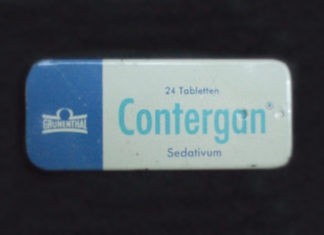 24 Tabletten
Contergan®
GRÜNENTHAL
Sedativum